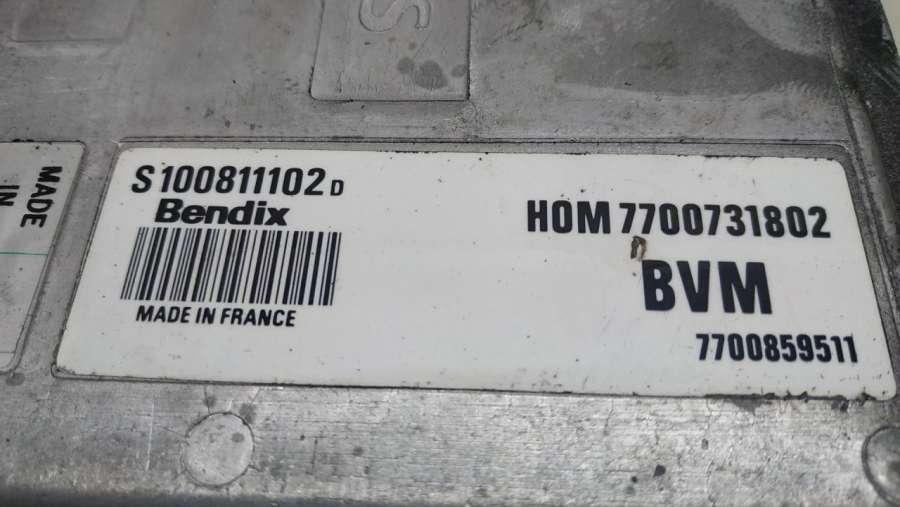 S
MADE
IN
S100811102 D
Bendix
MADE IN FRANCE
HOM 7700731802
BVM
7700859511